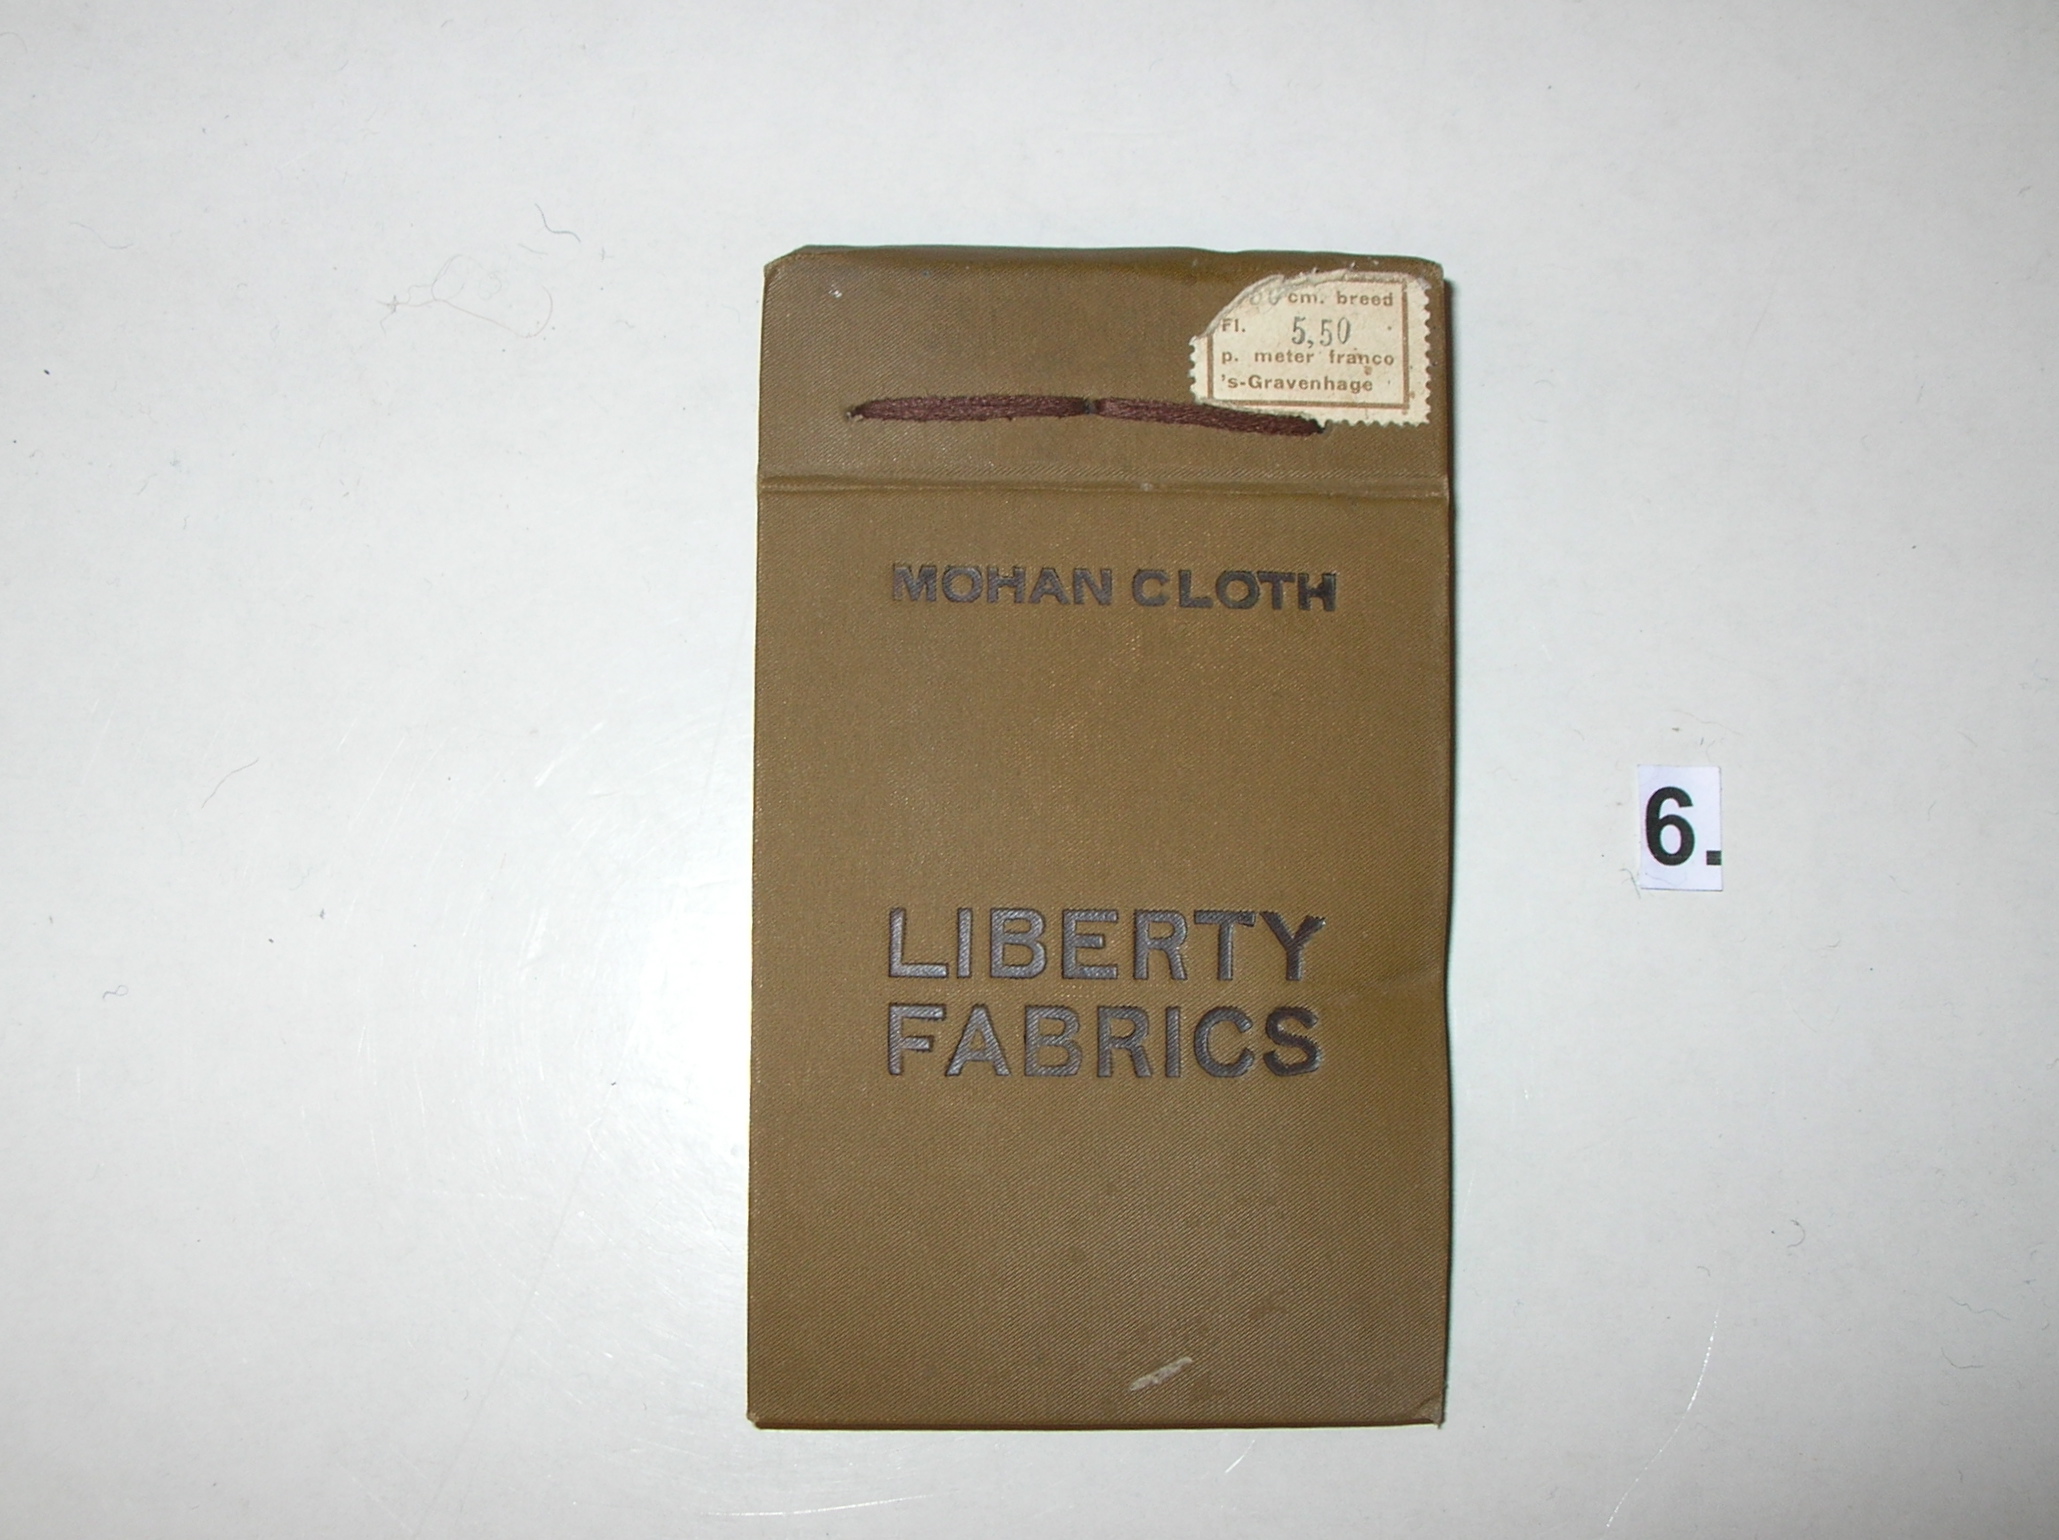 cm. breed
Fl. 5,50
p. meter franco
's-Gravenhage
MOHAN CLOTH
LIBERTY
FABRICS
6.